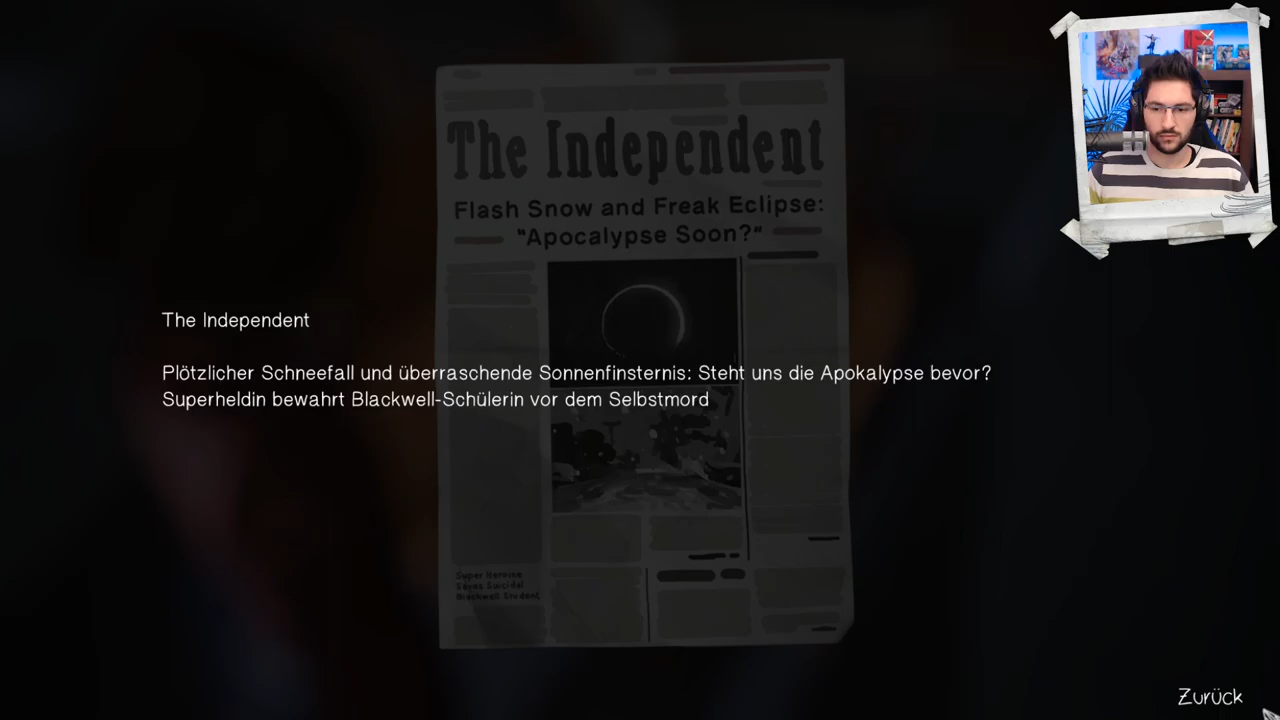 The Independent
Flash Snow and Freak Eclipse:
"Apocalypse Soon?"
The Independent
Plötzlicher Schneefall und überraschende Sonnenfinsternis: Steht uns die Apokalypse bevor?
Superheldin bewahrt Blackwell-Schülerin vor dem Selbstmord
Super Heroine
Saves Suicidal
Blackwell Student
Zurück